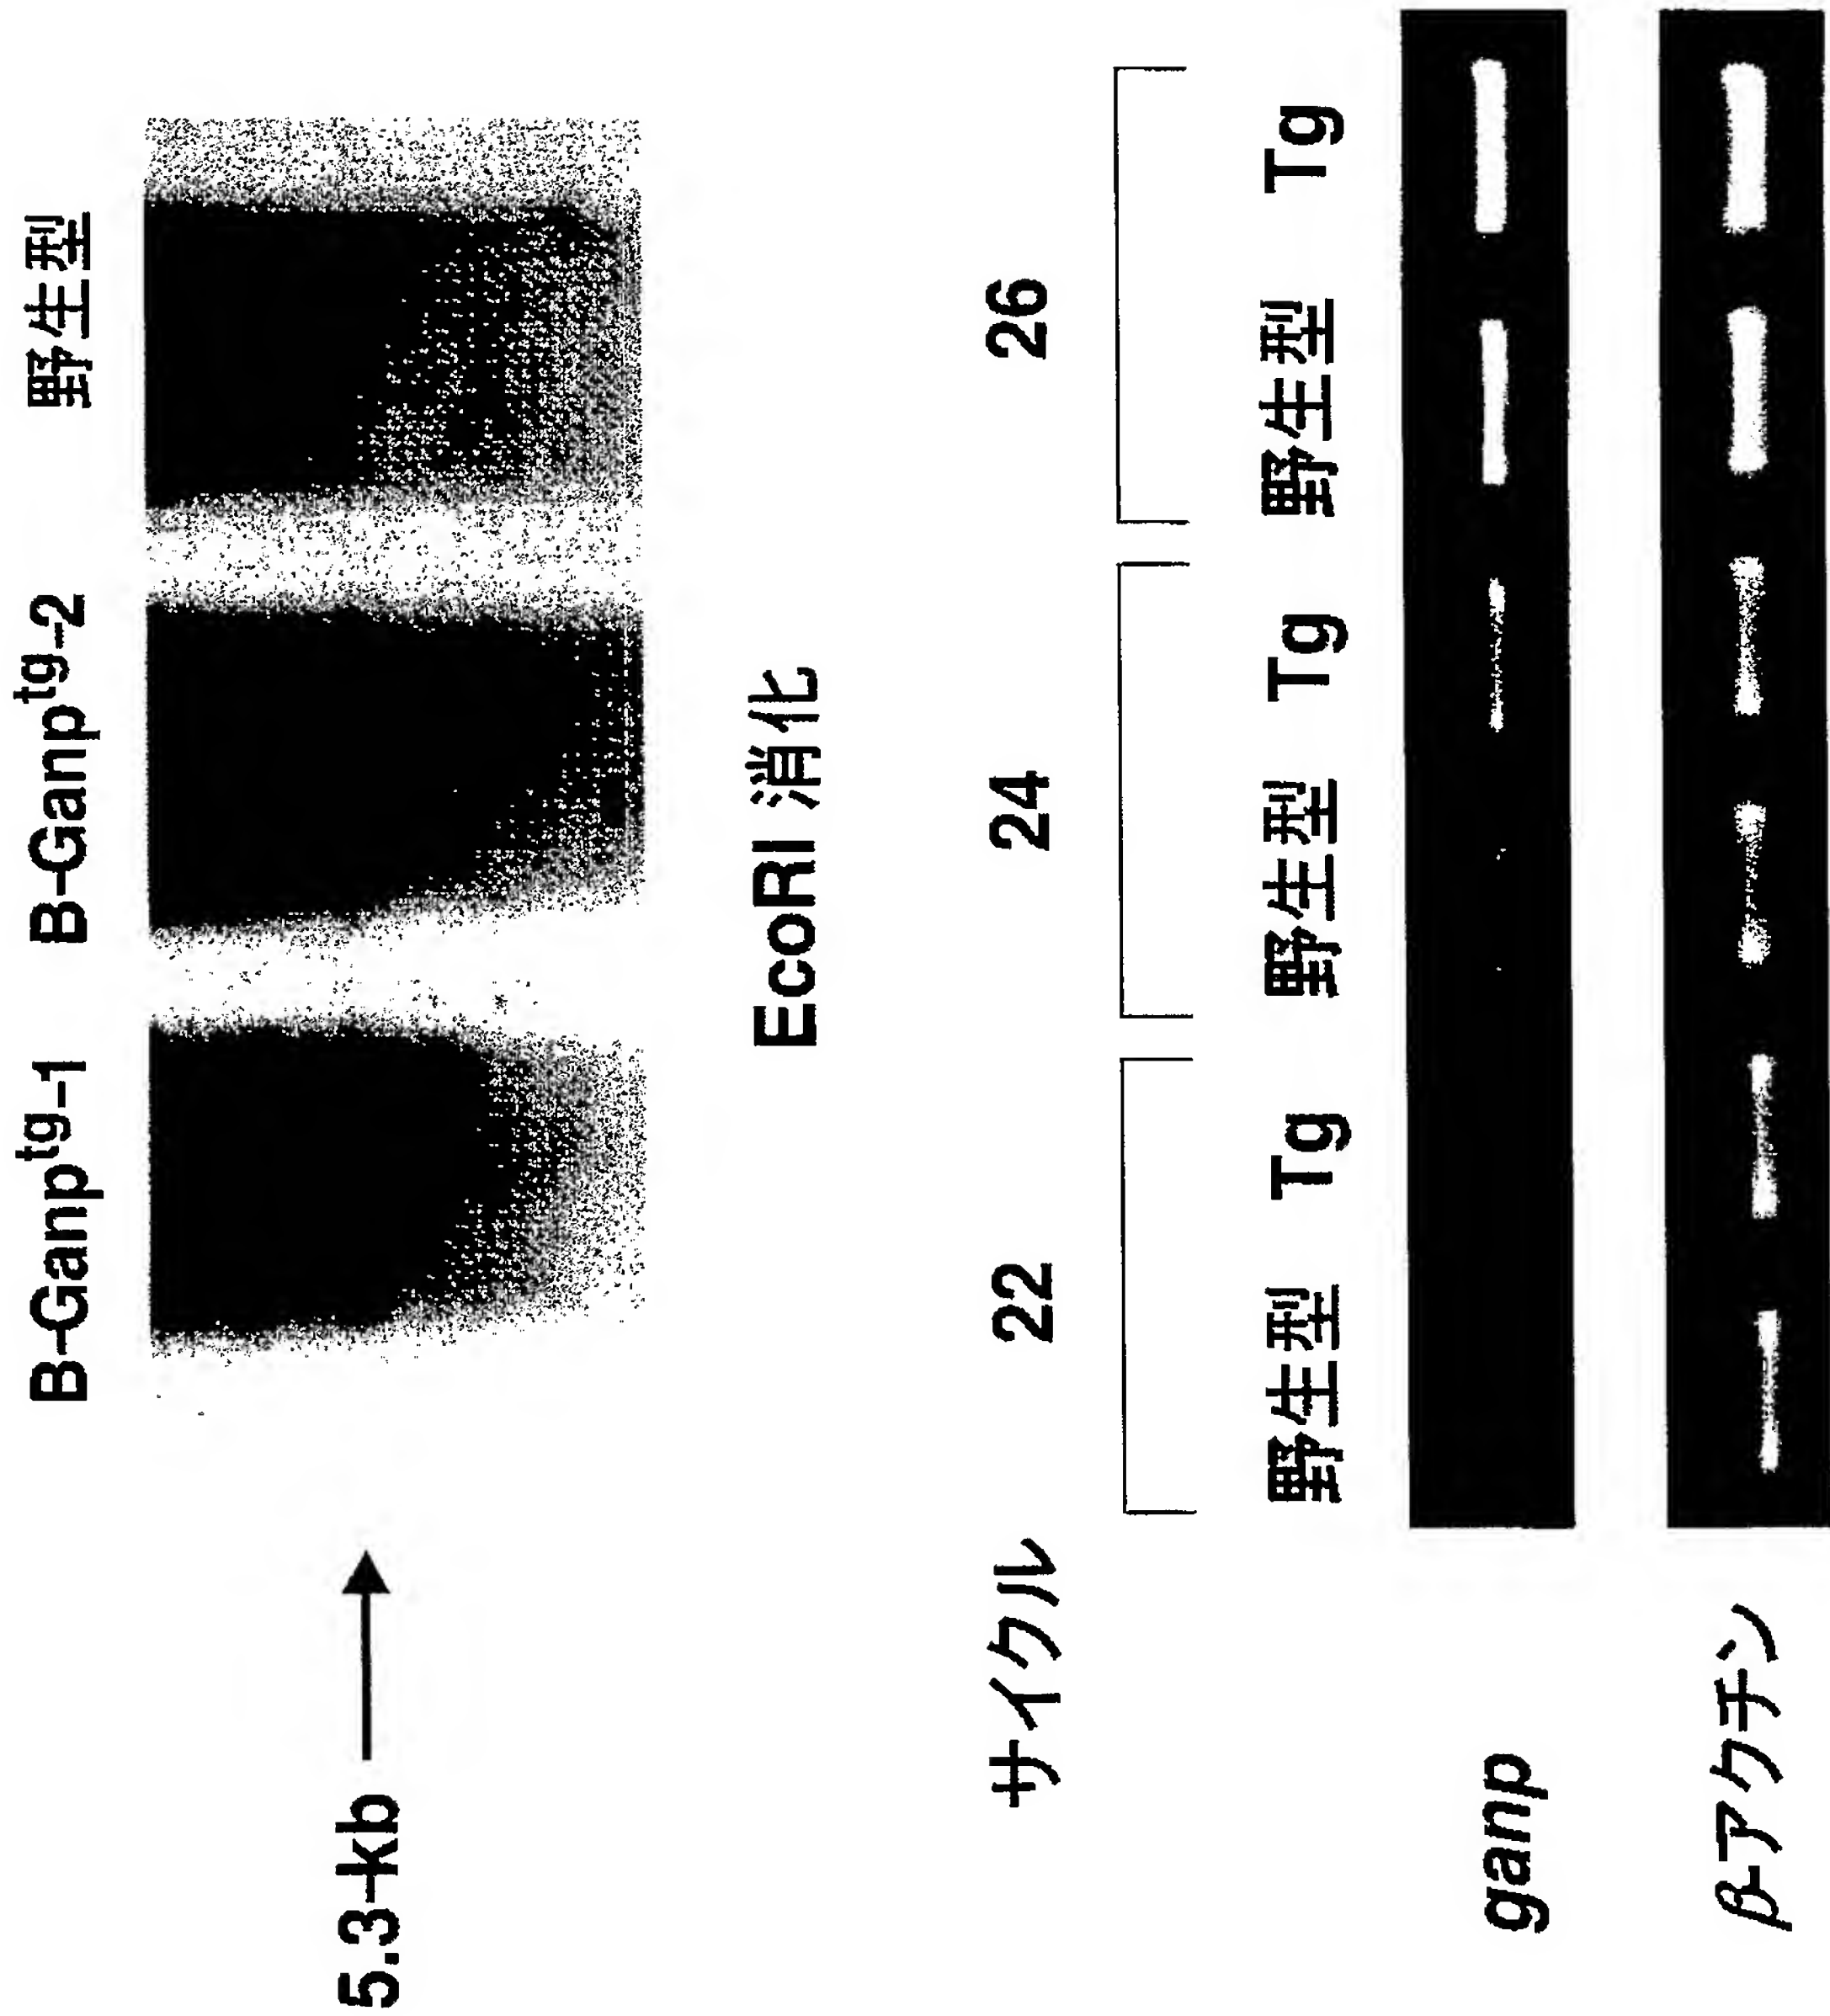 B-Ganptg-1 B-Ganptg-2 野生型
5.3-kb
EcoRI 消化
サイクル 22 24 26
野生型 Tg 野生型 Tg 野生型 Tg
ganp
β-アクチン